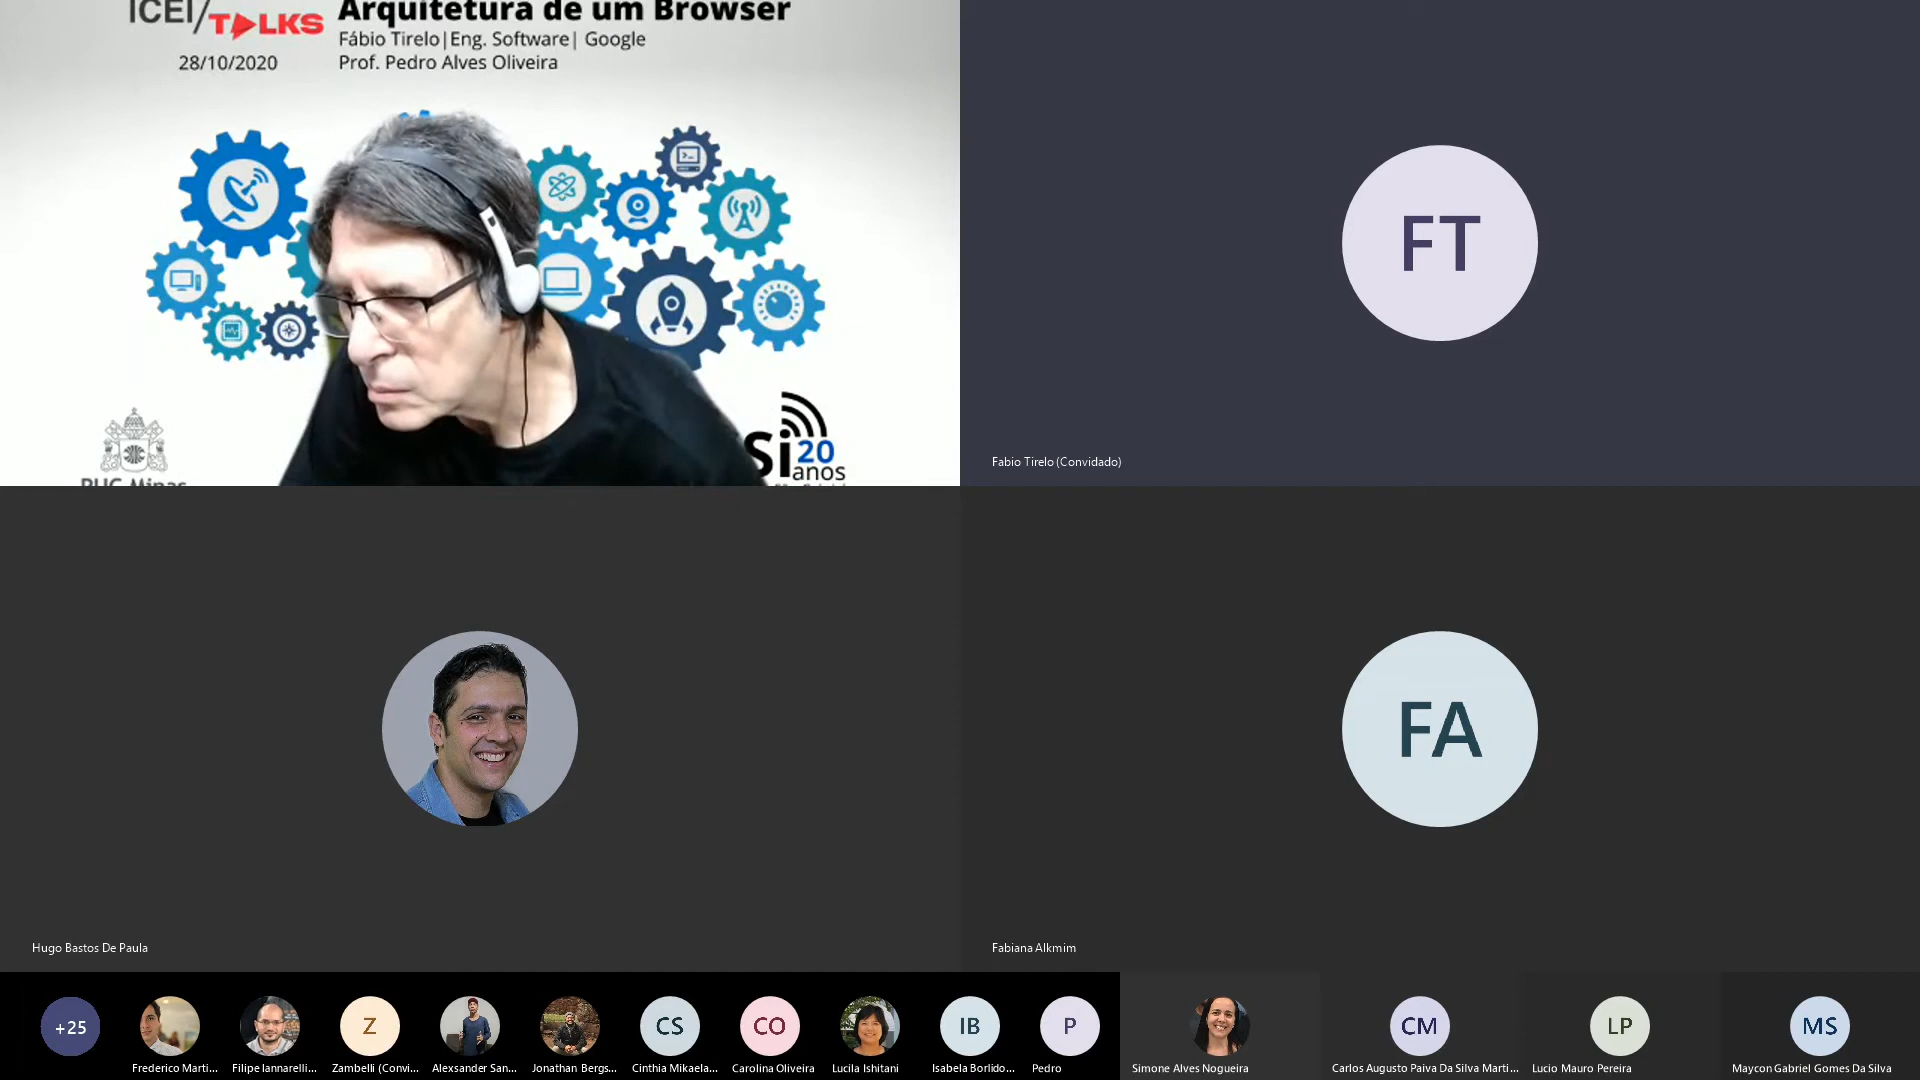 ICEI/TALKS
Arquitetura de um Browser
Fábio Tirelo|Eng. Software| Google
28/10/2020
Prof. Pedro Alves Oliveira
PUC Minas
Si20
anos
FT
Fabio Tirelo (Convidado)
Hugo Bastos De Paula
FA
Fabiana Alkmim
+25
Frederico Marti...
Filipe Iannarelli...
Z
Zambelli (Convi...
Alexsander San...
Jonathan Bergs...
CS
Cinthia Mikaela...
CO
Carolina Oliveira
Lucila Ishitani
IB
Isabela Borlido...
P
Pedro
Simone Alves Nogueira
CM
Carlos Augusto Paiva Da Silva Marti...
LP
Lucio Mauro Pereira
MS
Maycon Gabriel Gomes Da Silva